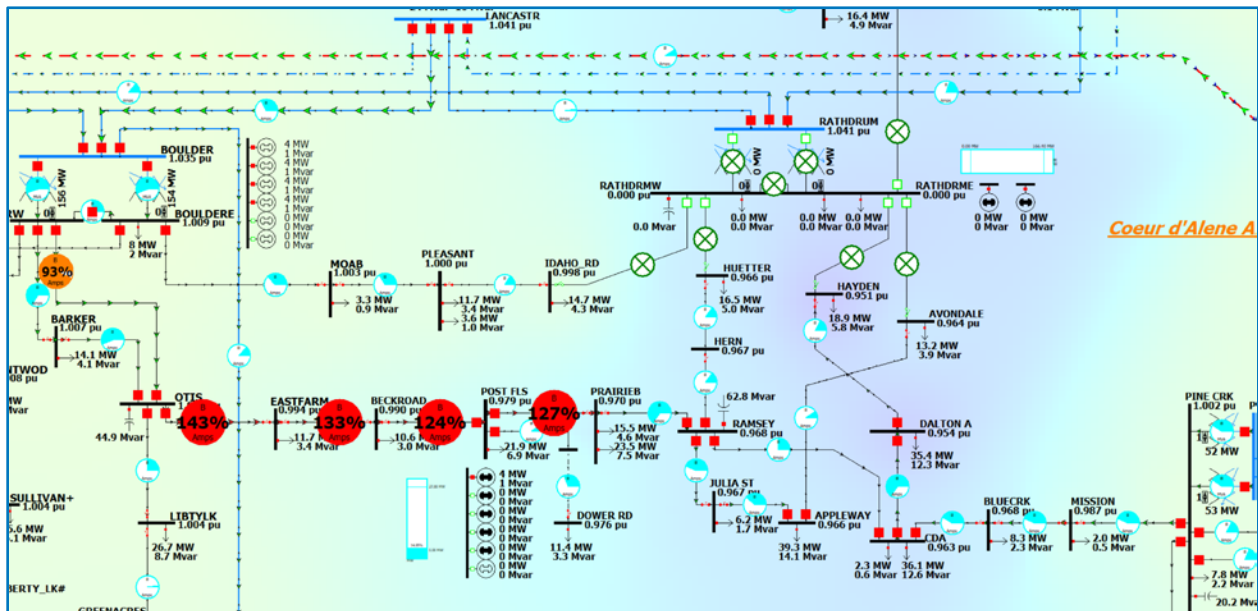 LANCASTR
1.041 pu
16.4 MW
4.9 Mvar
BOULDER
1.035 pu
156 MW
154 MW
BOULDERE
1.009 pu
8 MW
2 Mvar
4 MW
1 Mvar
4 MW
1 Mvar
4 MW
1 Mvar
4 MW
1 Mvar
0 MW
0 Mvar
0 MW
0 Mvar
RATHDRUM
1.041 pu
0 MW
0 MW
RATHDRMW
0.000 pu
RATHDRME
0.000 pu
0.0 Mvar
0.0 MW
0.0 Mvar
0.0 MW
0.0 Mvar
0.0 MW
0.0 Mvar
0 MW
0 Mvar
0 MW
0 Mvar
Coeur d'Alene A
93%
Amps
MOAB
1.003 pu
3.3 MW
0.9 Mvar
PLEASANT
1.000 pu
11.7 MW
3.4 Mvar
3.6 MW
1.0 Mvar
IDAHO_RD
0.998 pu
14.7 MW
4.3 Mvar
HUETTER
0.966 pu
16.5 MW
5.0 Mvar
HAYDEN
0.951 pu
18.9 MW
5.8 Mvar
AVONDALE
0.964 pu
13.2 MW
3.9 Mvar
BARKER
1.007 pu
14.1 MW
4.1 Mvar
HERN
0.967 pu
OTIS
44.9 Mvar
143%
Amps
EASTFARM
0.994 pu
11.7 MW
3.4 Mvar
133%
Amps
BECKROAD
0.990 pu
10.6 MW
3.0 Mvar
124%
Amps
POST FLS
0.979 pu
21.9 MW
6.9 Mvar
127%
Amps
PRAIRIEB
0.970 pu
15.5 MW
4.6 Mvar
23.5 MW
7.5 Mvar
62.8 Mvar
RAMSEY
0.968 pu
DALTON A
0.954 pu
35.4 MW
12.3 Mvar
PINE CRK
1.002 pu
52 MW
53 MW
SULLIVAN+
1.004 pu
LIBTYLK
1.004 pu
26.7 MW
8.7 Mvar
4 MW
1 Mvar
0 MW
0 Mvar
0 MW
0 Mvar
0 MW
0 Mvar
0 MW
0 Mvar
0 MW
0 Mvar
DOWER RD
0.976 pu
11.4 MW
3.3 Mvar
JULIA ST
0.967 pu
6.2 MW
1.7 Mvar
APPLEWAY
0.966 pu
39.3 MW
14.1 Mvar
CDA
0.963 pu
2.3 MW
0.6 Mvar
36.1 MW
12.6 Mvar
BLUECRK
0.968 pu
8.3 MW
2.3 Mvar
MISSION
0.987 pu
2.0 MW
0.5 Mvar
7.8 MW
2.2 Mvar
20.2 Mvar